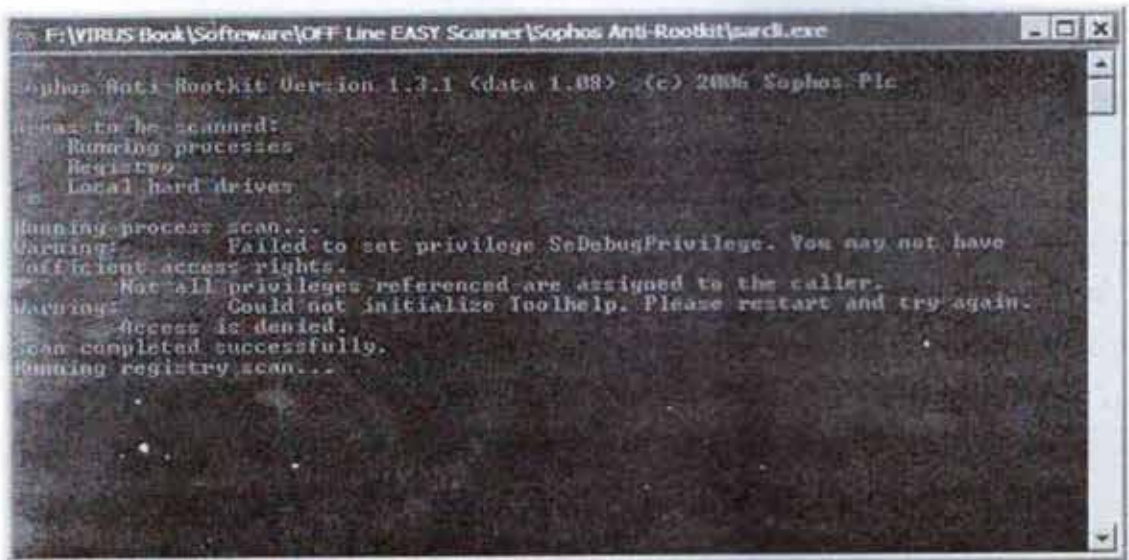 F:\VIRUS Book\Softeware\OFF Line EASY Scanner\Sophos Anti-Rootkit\sarcli.exe
Sophos Anti-Rootkit Version 1.3.1 (data 1.08) (c) 2006 Sophos Plc
Areas to be scanned:
Running processes
Registry
Local hard drives
Running process scan...
Warning: Failed to set privilege SeDebugPrivilege. You may not have
sufficient access rights.
Not all privileges referenced are assigned to the caller.
Warning: Could not initialize Toolhelp. Please restart and try again.
Access is denied.
Scan completed successfully.
Running registry scan...